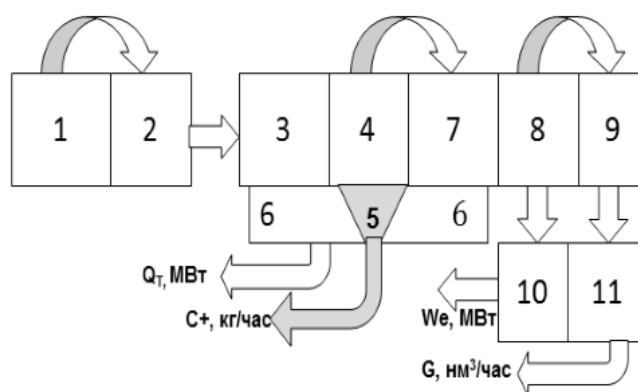 1 2 3 4 7 8 9
6 5 6
Qт, МВт
C+, кг/час
10 11
We, МВт
G, нм³/час